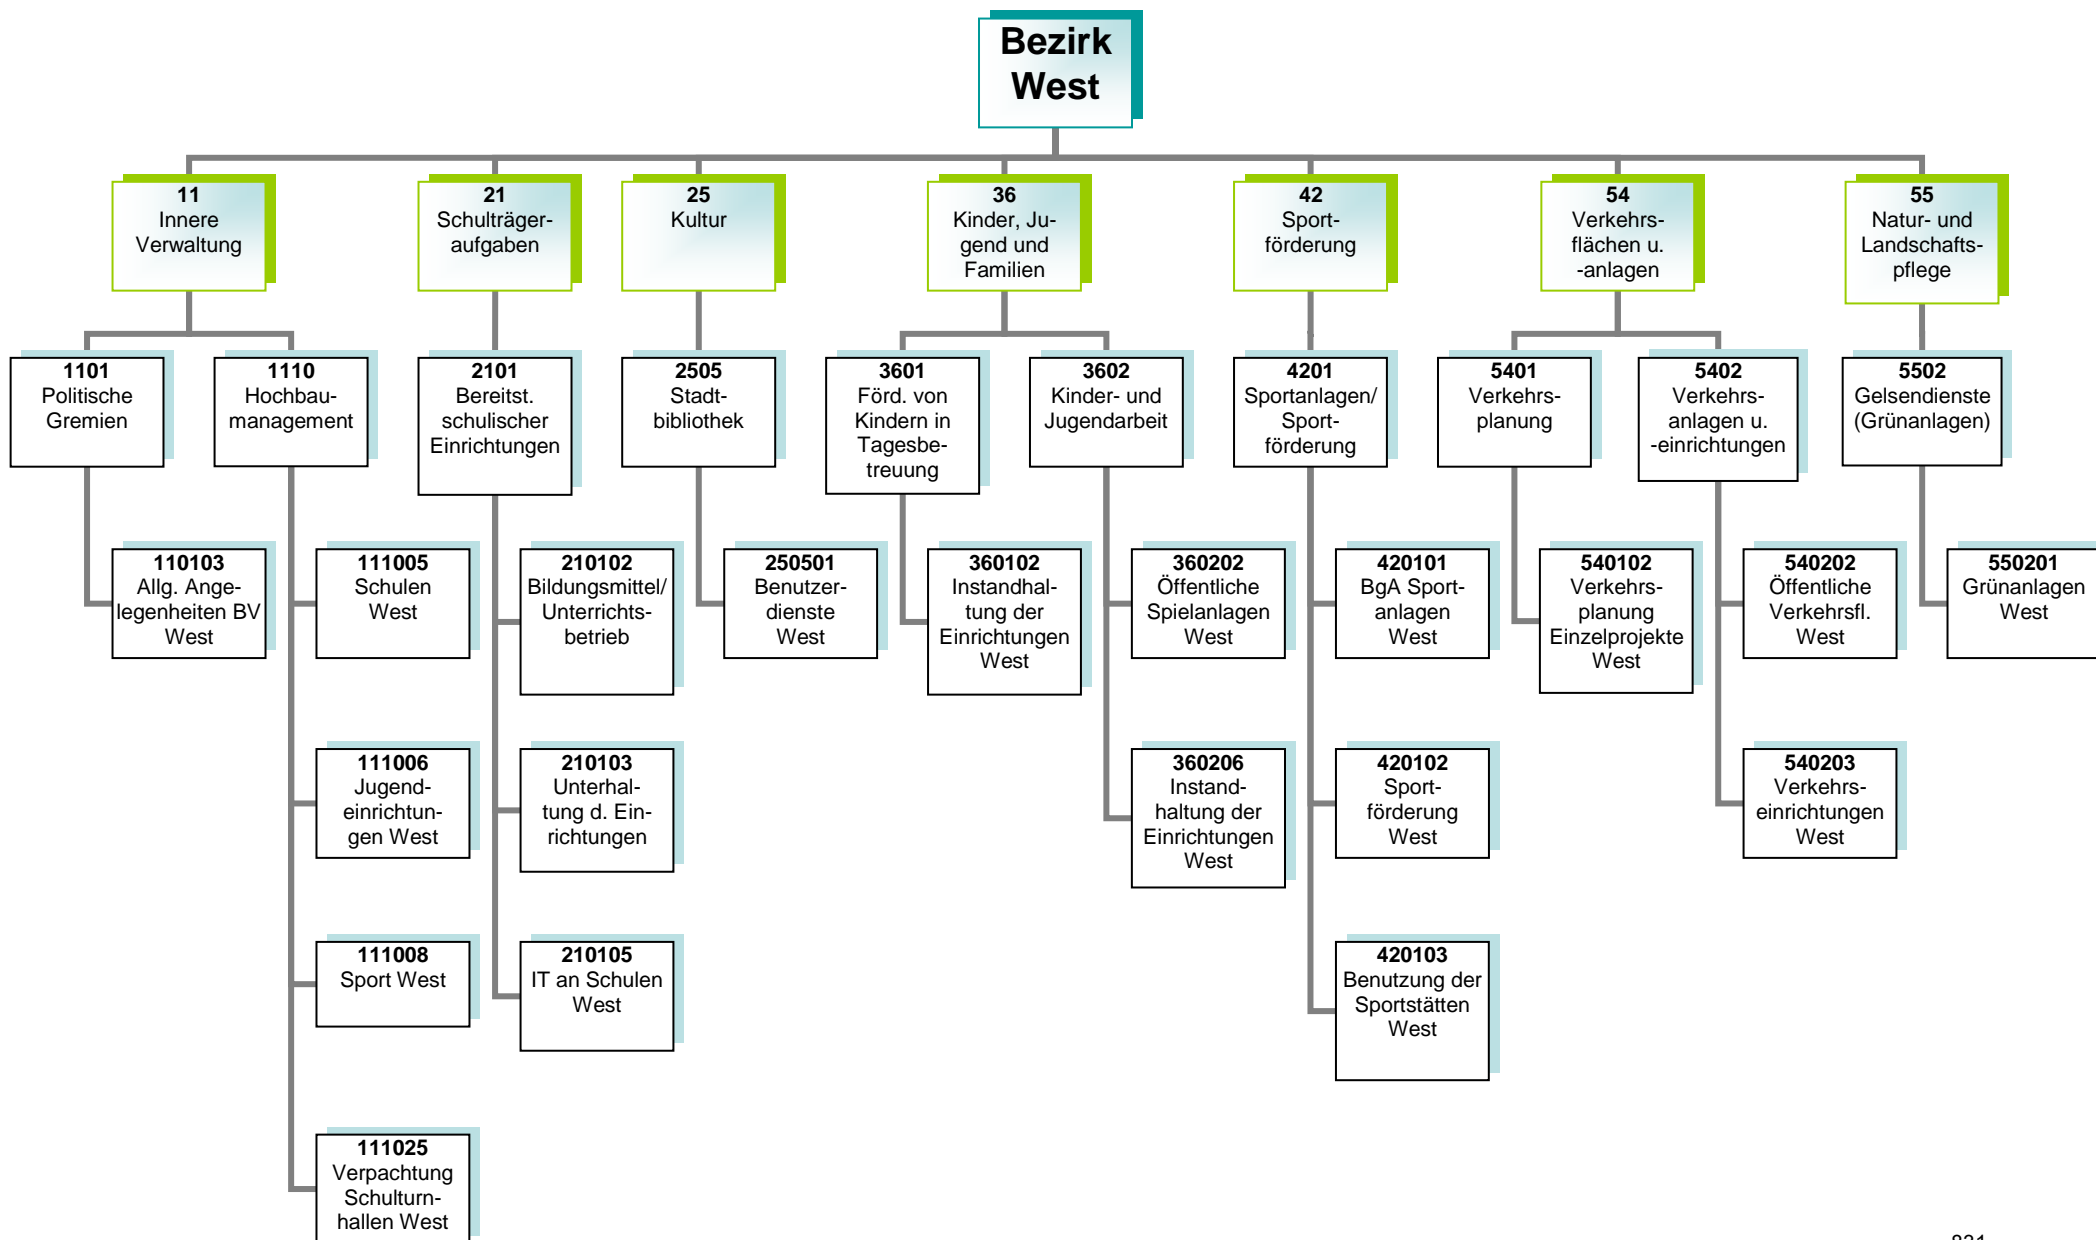 Bezirk
West
11
Innere
Verwaltung
21
Schulträger-
aufgaben
25
Kultur
36
Kinder, Ju-
gend und
Familien
42
Sport-
förderung
54
Verkehrs-
flächen u.
-anlagen
55
Natur- und
Landschafts-
pflege
1101
Politische
Gremien
1110
Hochbau-
management
2101
Bereitst.
schulischer
Einrichtungen
2505
Stadt-
bibliothek
3601
Förd. von
Kindern in
Tagesbe-
treuung
3602
Kinder- und
Jugendarbeit
4201
Sportanlagen/
Sport-
förderung
5401
Verkehrs-
planung
5402
Verkehrs-
anlagen u.
-einrichtungen
5502
Gelsendienste
(Grünanlagen)
110103
Allg. Ange-
legenheiten BV
West
111005
Schulen
West
210102
Bildungsmittel/
Unterrichts-
betrieb
250501
Benutzer-
dienste
West
360102
Instandhal-
tung der
Einrichtungen
West
360202
Öffentliche
Spielanlagen
West
420101
BgA Sport-
anlagen
West
540102
Verkehrs-
planung
Einzelprojekte
West
540202
Öffentliche
Verkehrsfl.
West
550201
Grünanlagen
West
111006
Jugend-
einrichtun-
gen West
210103
Unterhal-
tung d. Ein-
richtungen
360206
Instand-
haltung der
Einrichtungen
West
420102
Sport-
förderung
West
540203
Verkehrs-
einrichtungen
West
111008
Sport West
210105
IT an Schulen
West
420103
Benutzung der
Sportstätten
West
111025
Verpachtung
Schulturn-
hallen West
831